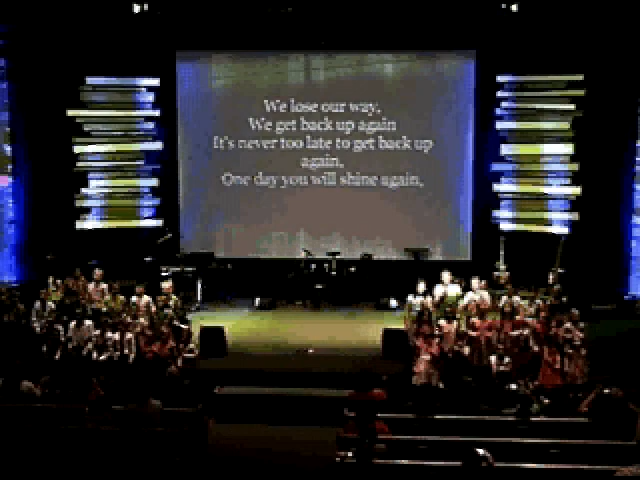 We lose our way,
We get back up again
It's never too late to get back up
again,
One day you will shine again,